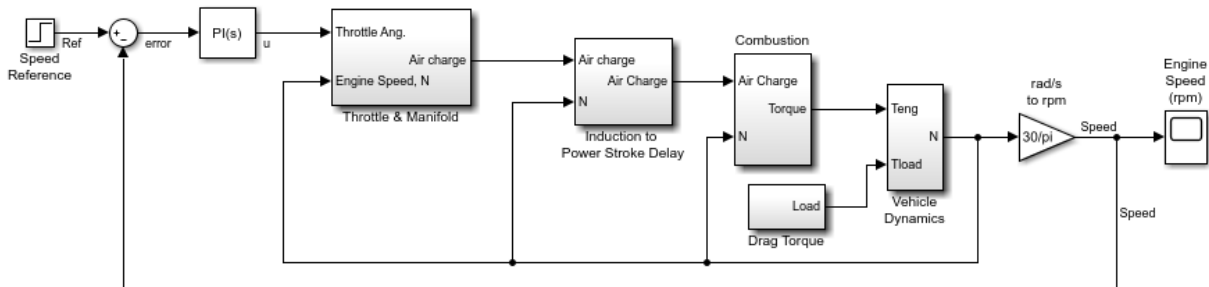 Speed
Reference
Ref
+
−
error
PI(s)
u
Throttle Ang.
Air charge
Engine Speed, N
Throttle & Manifold
Air charge
Air Charge
N
Induction to
Power Stroke Delay
Combustion
Air Charge
Torque
N
Load
Drag Torque
Teng
N
Tload
Vehicle
Dynamics
rad/s
to rpm
30/pi
Speed
Engine
Speed
(rpm)
Speed